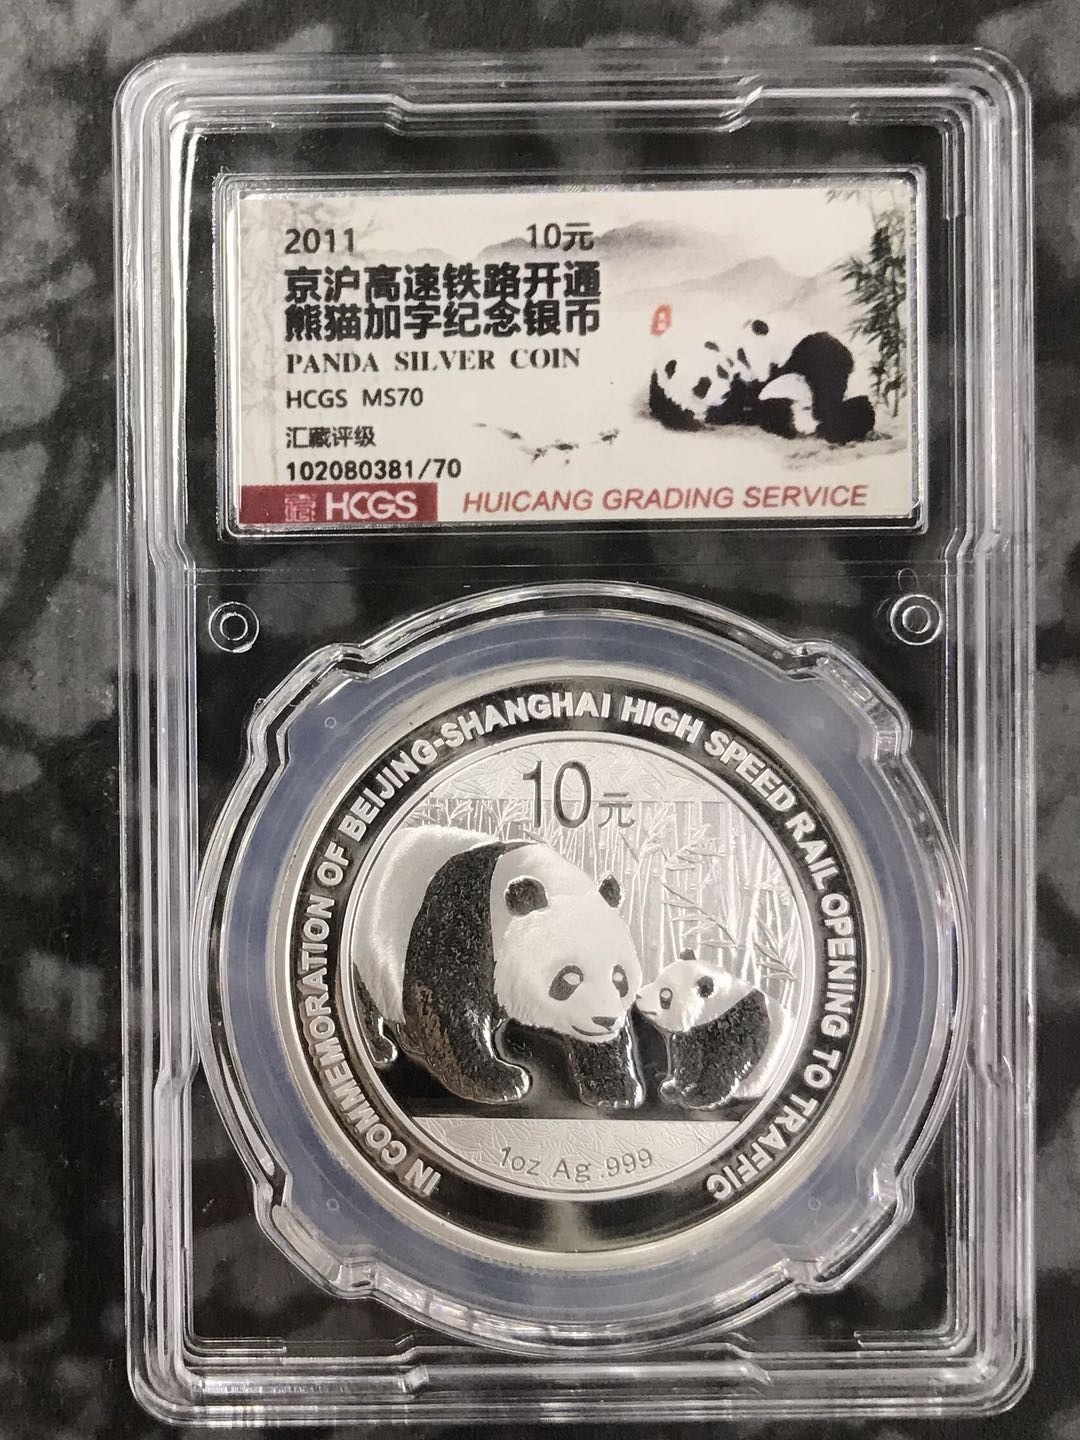 2011 10元
京沪高速铁路开通
熊猫加字纪念银币
PANDA SILVER COIN
HCGS MS70
汇藏评级
102080381/70
HCGS HUICANG GRADING SERVICE
IN COMMEMORATION OF BEIJING-SHANGHAI HIGH SPEED RAIL OPENING TO TRAFFIC
10元
1oz Ag .999